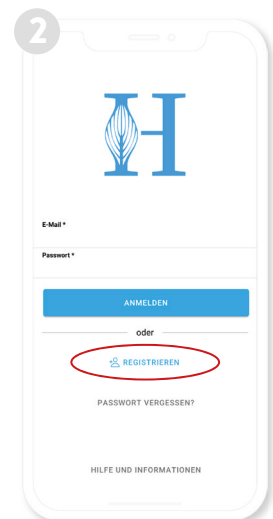 2
H
E-Mail *
Passwort *
ANMELDEN
oder
REGISTRIEREN
PASSWORT VERGESSEN?
HILFE UND INFORMATIONEN